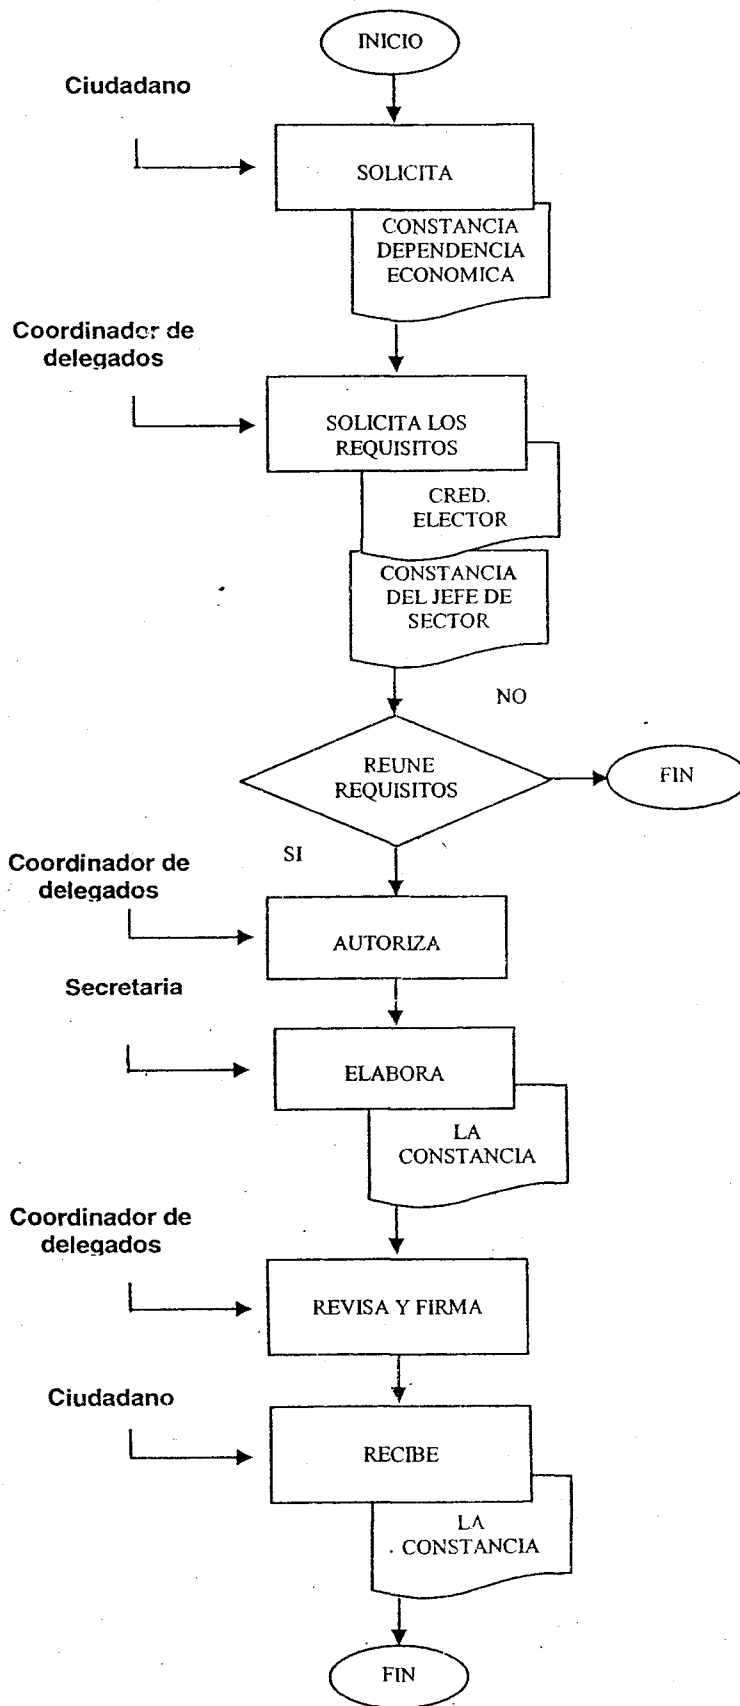 INICIO
Ciudadano
SOLICITA
CONSTANCIA
DEPENDENCIA
ECONOMICA
Coordinador de
delegados
SOLICITA LOS
REQUISITOS
CRED.
ELECTOR
CONSTANCIA
DEL JEFE DE
SECTOR
NO
REUNE
REQUISITOS
FIN
SI
Coordinador de
delegados
AUTORIZA
Secretaria
ELABORA
LA
CONSTANCIA
Coordinador de
delegados
REVISA Y FIRMA
Ciudadano
RECIBE
LA
CONSTANCIA
FIN